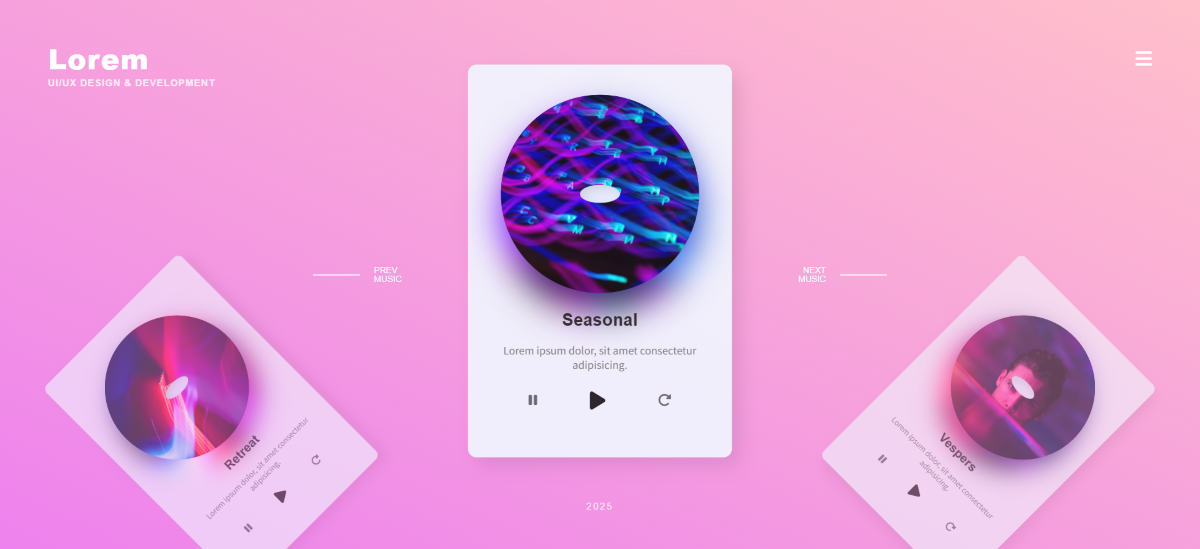 Lorem
UI/UX DESIGN & DEVELOPMENT
PREV
MUSIC
Seasonal
Lorem ipsum dolor, sit amet consectetur
adipisicing.
NEXT
MUSIC
Retreat
Lorem ipsum dolor, sit amet consectetur
adipisicing.
Vespers
Lorem ipsum dolor, sit amet consectetur
adipisicing.
2025